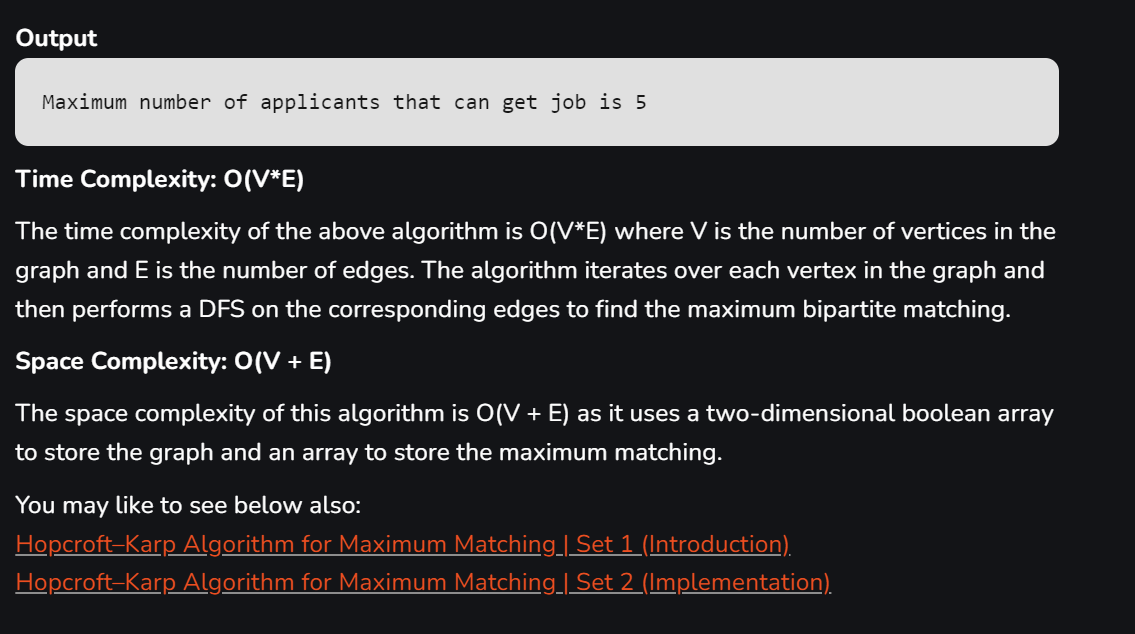 Output
Maximum number of applicants that can get job is 5
Time Complexity: O(V*E)
The time complexity of the above algorithm is O(V*E) where V is the number of vertices in the
graph and E is the number of edges. The algorithm iterates over each vertex in the graph and
then performs a DFS on the corresponding edges to find the maximum bipartite matching.
Space Complexity: O(V + E)
The space complexity of this algorithm is O(V + E) as it uses a two-dimensional boolean array
to store the graph and an array to store the maximum matching.
You may like to see below also:
Hopcroft–Karp Algorithm for Maximum Matching | Set 1 (Introduction)
Hopcroft–Karp Algorithm for Maximum Matching | Set 2 (Implementation)